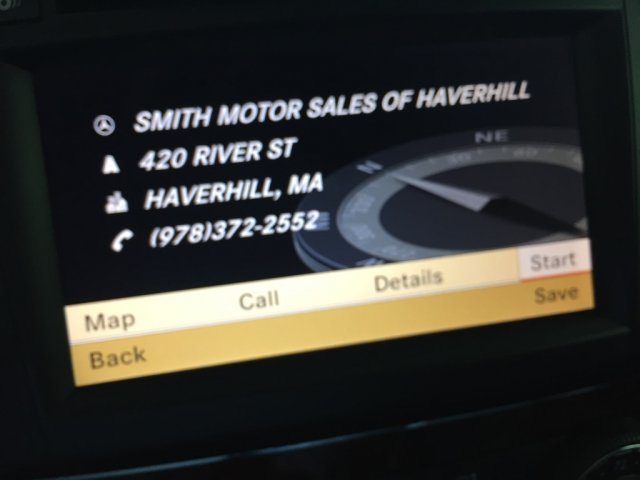 SMITH MOTOR SALES OF HAVERHILL
420 RIVER ST
HAVERHILL, MA
(978)372-2552
NE
N
Map Call Details Start
Back Save